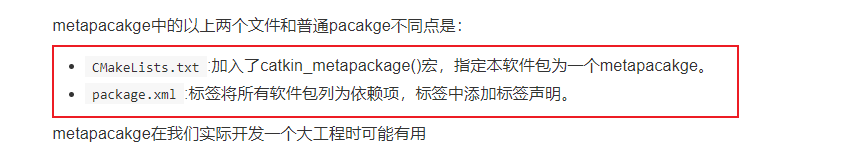 metapacakge中的以上两个文件和普通pacakge不同点是：
• CMakeLists.txt :加入了catkin_metapackage()宏，指定本软件包为一个metapacakge。
• package.xml :标签将所有软件包列为依赖项，标签中添加标签声明。
metapacakge在我们实际开发一个大工程时可能有用